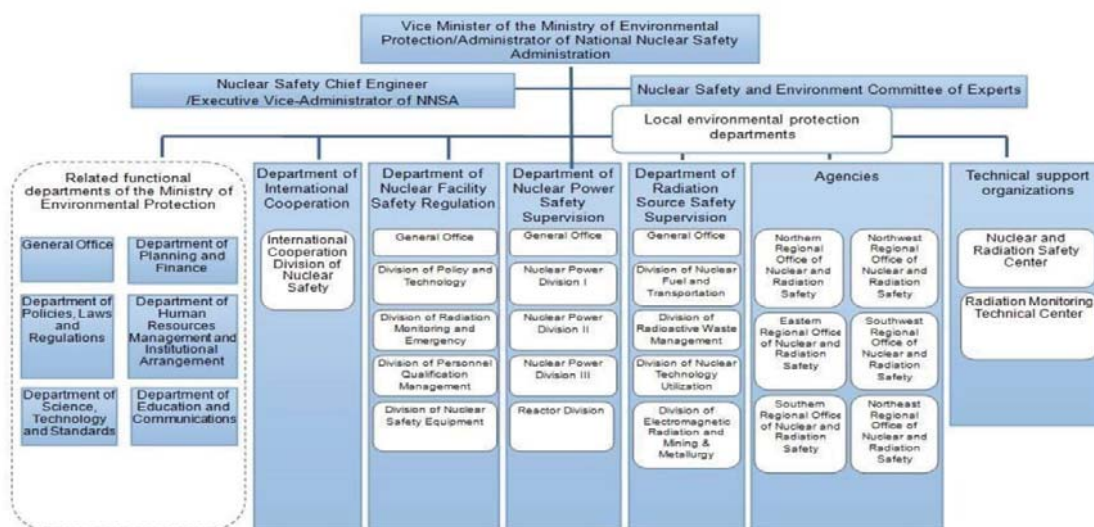 Vice Minister of the Ministry of Environmental
Protection/Administrator of National Nuclear Safety
Administration
Nuclear Safety Chief Engineer
/Executive Vice-Administrator of NNSA
Nuclear Safety and Environment Committee of Experts
Local environmental protection
departments
Related functional
departments of the Ministry of
Environmental Protection
General Office
Department of
Planning and
Finance
Department of
Policies, Laws and
Regulations
Department of
Human
Resources
Management and
Institutional
Arrangement
Department of
Science,
Technology
and Standards
Department of
Education and
Communications
Department of
International
Cooperation
International
Cooperation
Division of
Nuclear
Safety
Department of
Nuclear Facility
Safety Regulation
General Office
Division of Policy and
Technology
Division of Radiation
Monitoring and
Emergency
Division of Personnel
Qualification
Management
Division of Nuclear
Safety Equipment
Department of
Nuclear Power
Safety
Supervision
General Office
Nuclear Power
Division I
Nuclear Power
Division II
Nuclear Power
Division III
Reactor Division
Department of
Radiation
Source Safety
Supervision
General Office
Division of Nuclear
Fuel and
Transportation
Division of
Radioactive Waste
Management
Division of Nuclear
Technology
Utilization
Division of
Electromagnetic
Radiation and
Mining &
Metallurgy
Agencies
Northern
Regional
Office of
Nuclear and
Radiation
Safety
Northwest
Regional
Office of
Nuclear and
Radiation
Safety
Eastern
Regional Office
of Nuclear and
Radiation
Safety
Southwest
Regional
Office of
Nuclear and
Radiation
Safety
Southern
Regional Office
of Nuclear and
Radiation
Safety
Northeast
Regional
Office of
Nuclear and
Radiation
Safety
Technical support
organizations
Nuclear and
Radiation Safety
Center
Radiation Monitoring
Technical Center